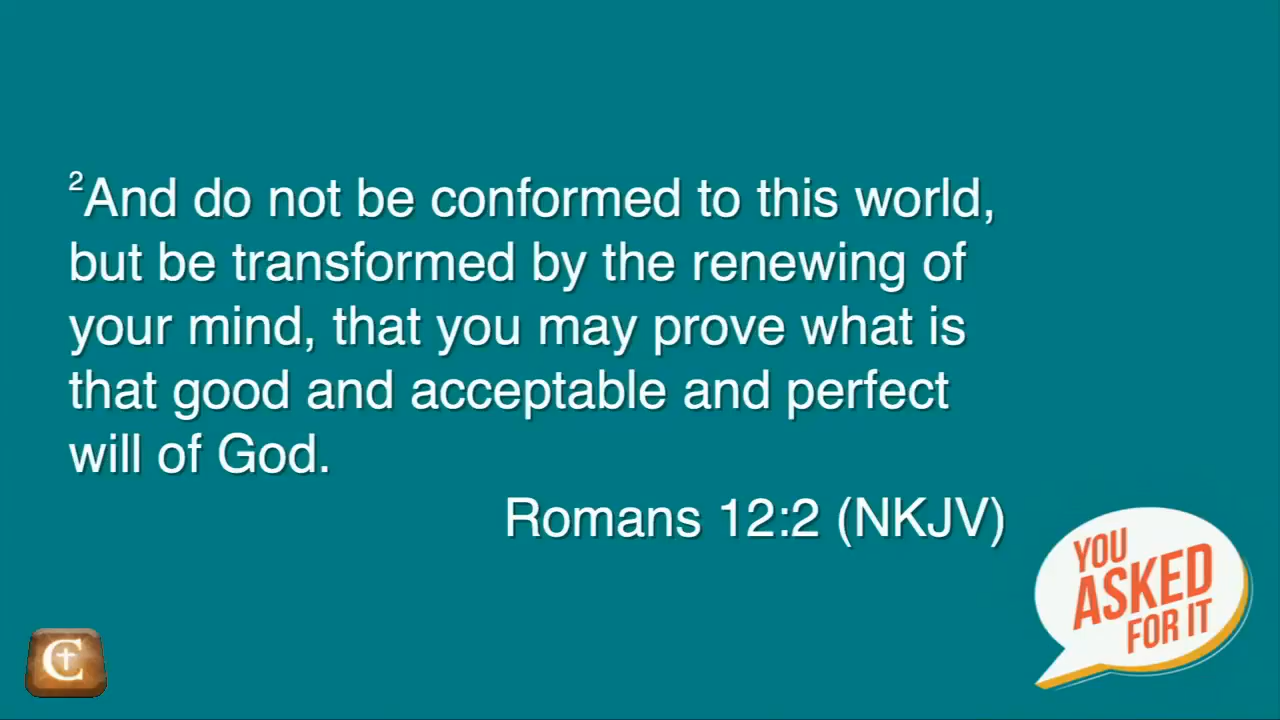 ²And do not be conformed to this world,
but be transformed by the renewing of
your mind, that you may prove what is
that good and acceptable and perfect
will of God.
Romans 12:2 (NKJV)
YOU
ASKED
FOR IT
C